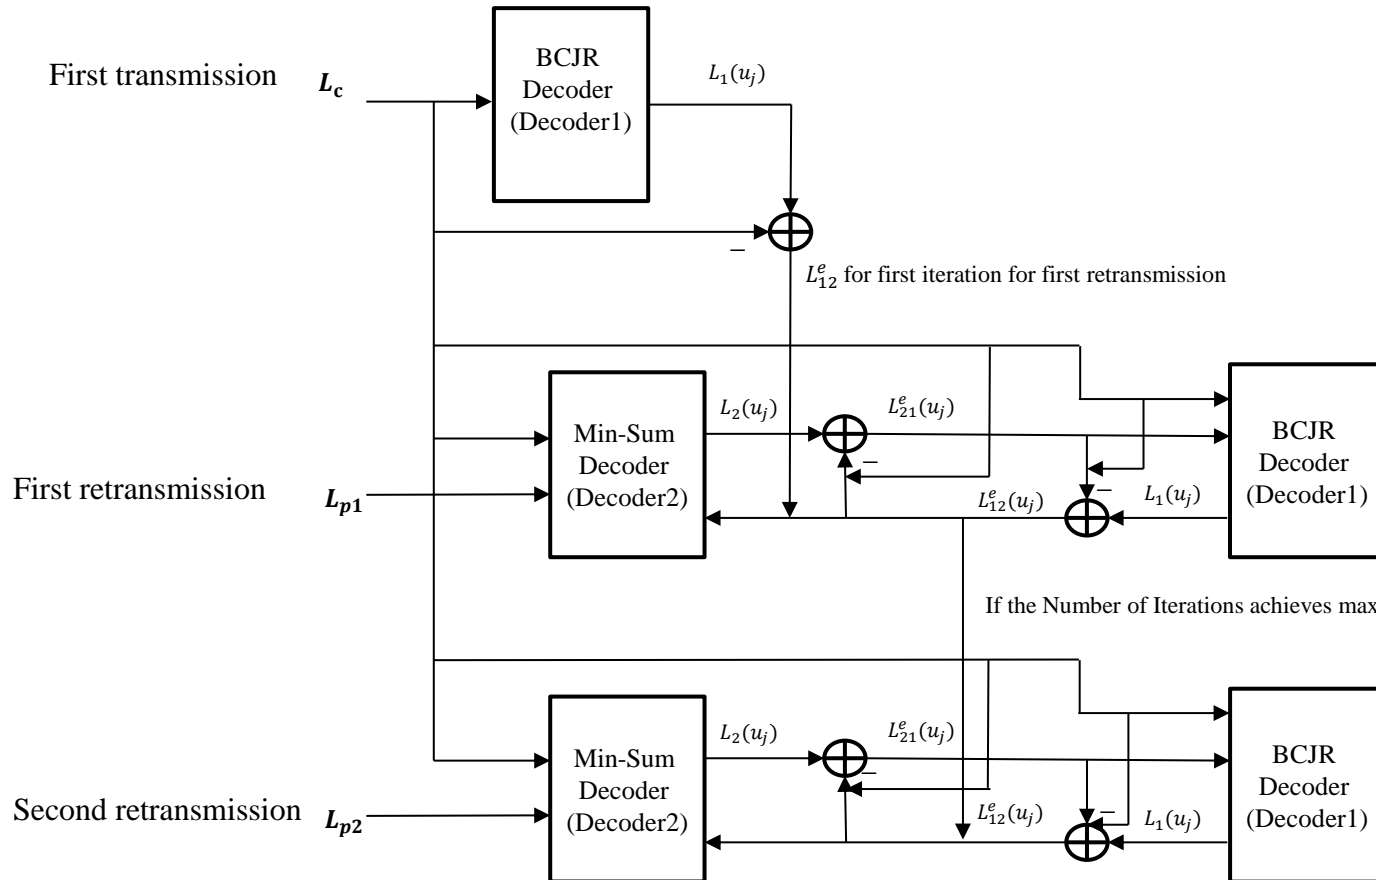 First transmission
L_c
BCJR
Decoder
(Decoder1)
L_1(u_j)
−
L^e_12 for first iteration for first retransmission
First retransmission
L_p1
Min-Sum
Decoder
(Decoder2)
L_2(u_j)
−
L^e_21(u_j)
L^e_12(u_j)
−
L_1(u_j)
BCJR
Decoder
(Decoder1)
If the Number of Iterations achieves max
Second retransmission
L_p2
Min-Sum
Decoder
(Decoder2)
L_2(u_j)
−
L^e_21(u_j)
L^e_12(u_j)
−
L_1(u_j)
BCJR
Decoder
(Decoder1)